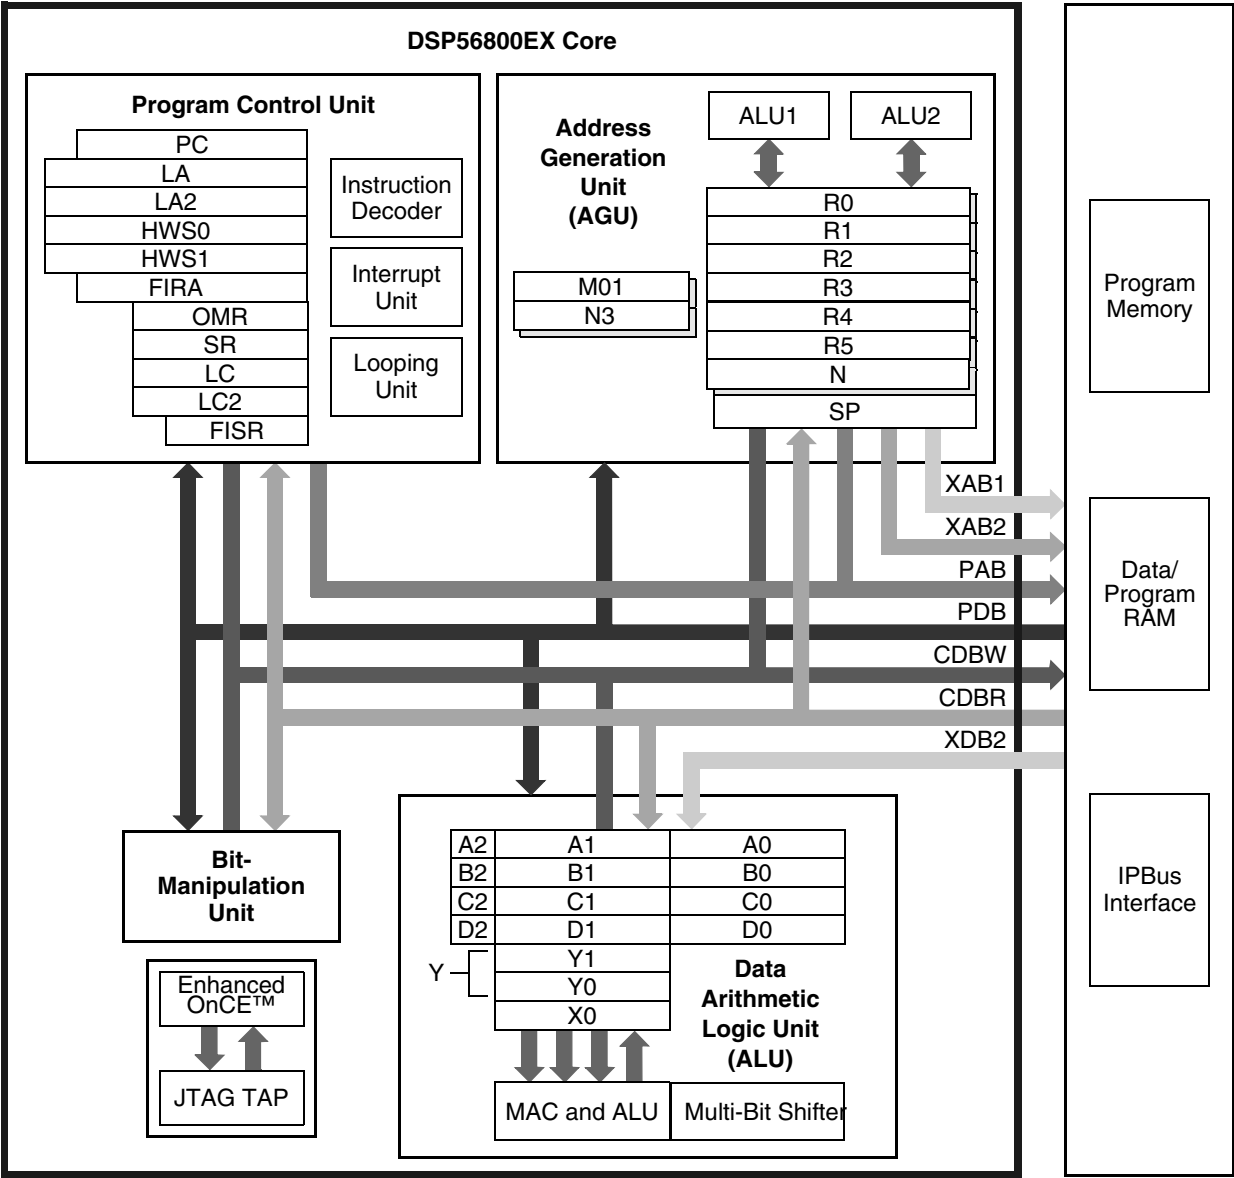 DSP56800EX Core
Program Control Unit
PC
LA
LA2
HWS0
HWS1
FIRA
OMR
SR
LC
LC2
FISR
Instruction
Decoder
Interrupt
Unit
Looping
Unit
Address
Generation
Unit
(AGU)
ALU1
ALU2
M01
N3
R0
R1
R2
R3
R4
R5
N
SP
XAB1
XAB2
PAB
PDB
CDBW
CDBR
XDB2
Program
Memory
Data/
Program
RAM
IPBus
Interface
Bit-
Manipulation
Unit
Enhanced
OnCE™
JTAG TAP
A2 A1 A0
B2 B1 B0
C2 C1 C0
D2 D1 D0
Y
Y1
Y0
X0
Data
Arithmetic
Logic Unit
(ALU)
MAC and ALU
Multi-Bit Shifter